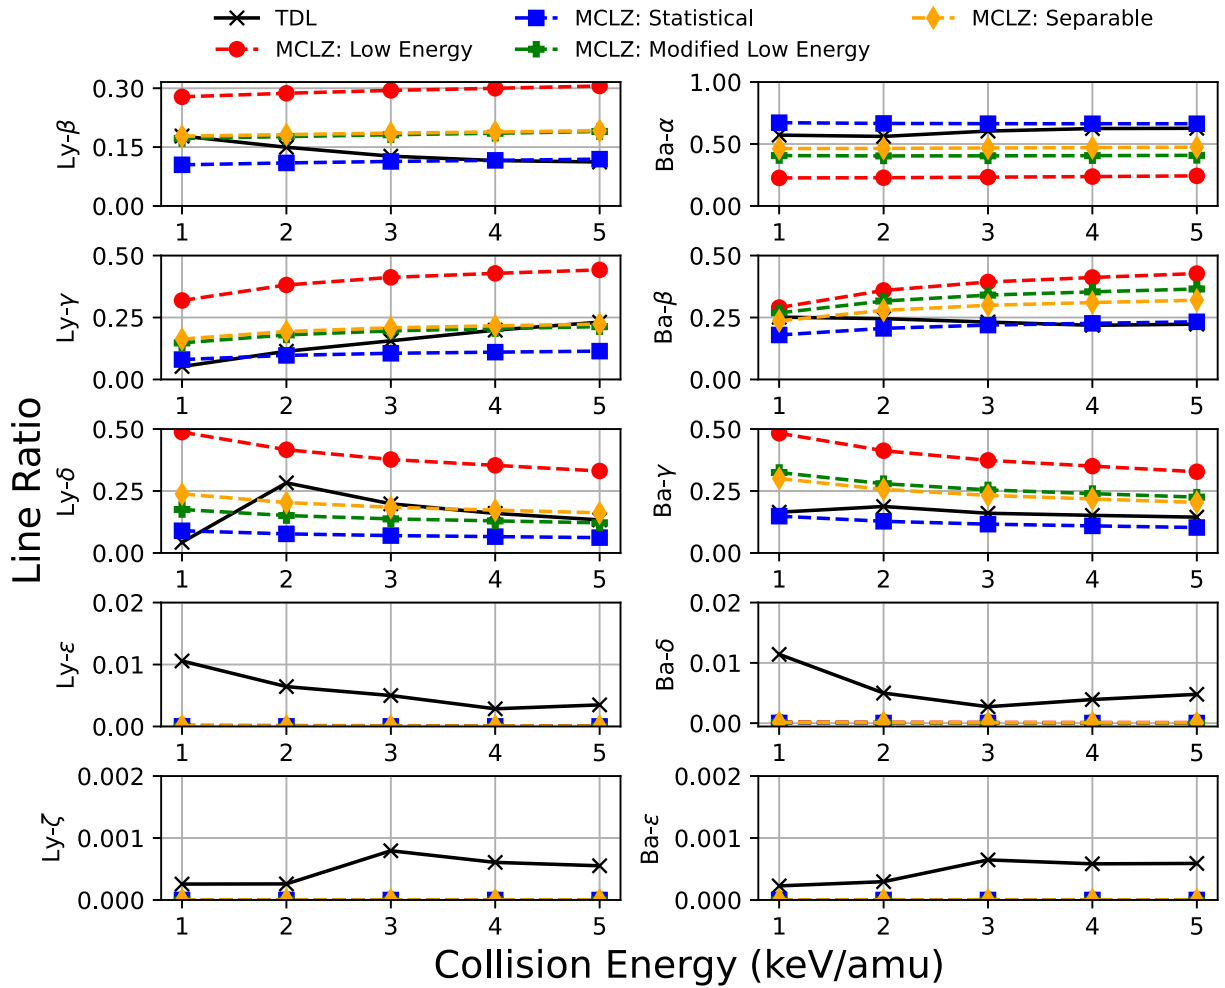 TDL
MCLZ: Low Energy
MCLZ: Statistical
MCLZ: Modified Low Energy
MCLZ: Separable
Line Ratio
Ly-β
0.30
0.15
0.00
1 2 3 4 5
Ba-α
1.00
0.50
0.00
1 2 3 4 5
Ly-γ
0.50
0.25
0.00
1 2 3 4 5
Ba-β
0.50
0.25
0.00
1 2 3 4 5
Ly-δ
0.50
0.25
0.00
1 2 3 4 5
Ba-γ
0.50
0.25
0.00
1 2 3 4 5
Ly-ε
0.02
0.01
0.00
1 2 3 4 5
Ba-δ
0.02
0.01
0.00
1 2 3 4 5
Ly-ζ
0.002
0.001
0.000
1 2 3 4 5
Ba-ε
0.002
0.001
0.000
1 2 3 4 5
Collision Energy (keV/amu)